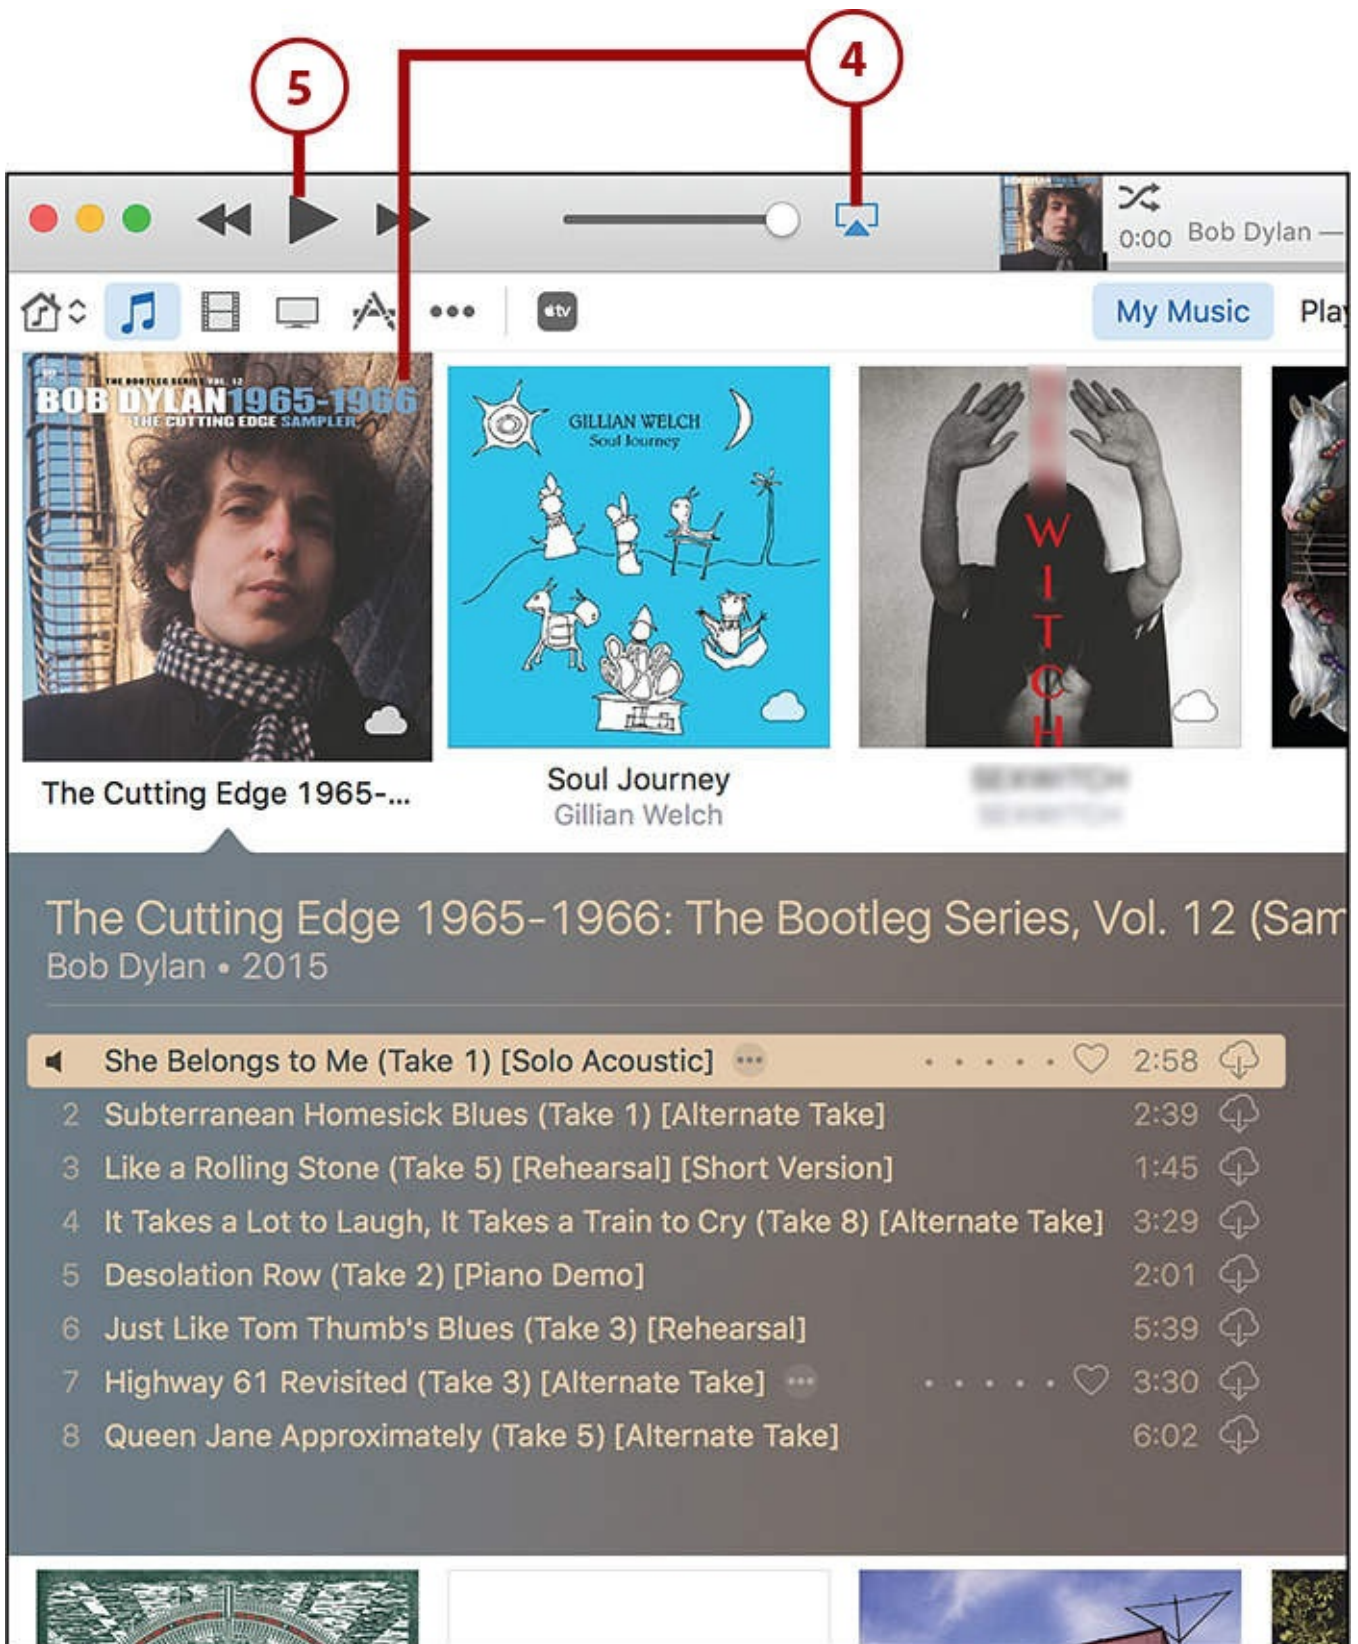 5
4
0:00 Bob Dylan —
tv
My Music
THE BOOTLEG SERIES VOL. 12
BOB DYLAN 1965-1966
THE CUTTING EDGE SAMPLER
GILLIAN WELCH
Soul Journey
WITCH
The Cutting Edge 1965-...
Soul Journey
Gillian Welch
The Cutting Edge 1965-1966: The Bootleg Series, Vol. 12 (Sam
Bob Dylan • 2015
She Belongs to Me (Take 1) [Solo Acoustic] ••• 2:58
2 Subterranean Homesick Blues (Take 1) [Alternate Take] 2:39
3 Like a Rolling Stone (Take 5) [Rehearsal] [Short Version] 1:45
4 It Takes a Lot to Laugh, It Takes a Train to Cry (Take 8) [Alternate Take] 3:29
5 Desolation Row (Take 2) [Piano Demo] 2:01
6 Just Like Tom Thumb's Blues (Take 3) [Rehearsal] 5:39
7 Highway 61 Revisited (Take 3) [Alternate Take] ••• 3:30
8 Queen Jane Approximately (Take 5) [Alternate Take] 6:02